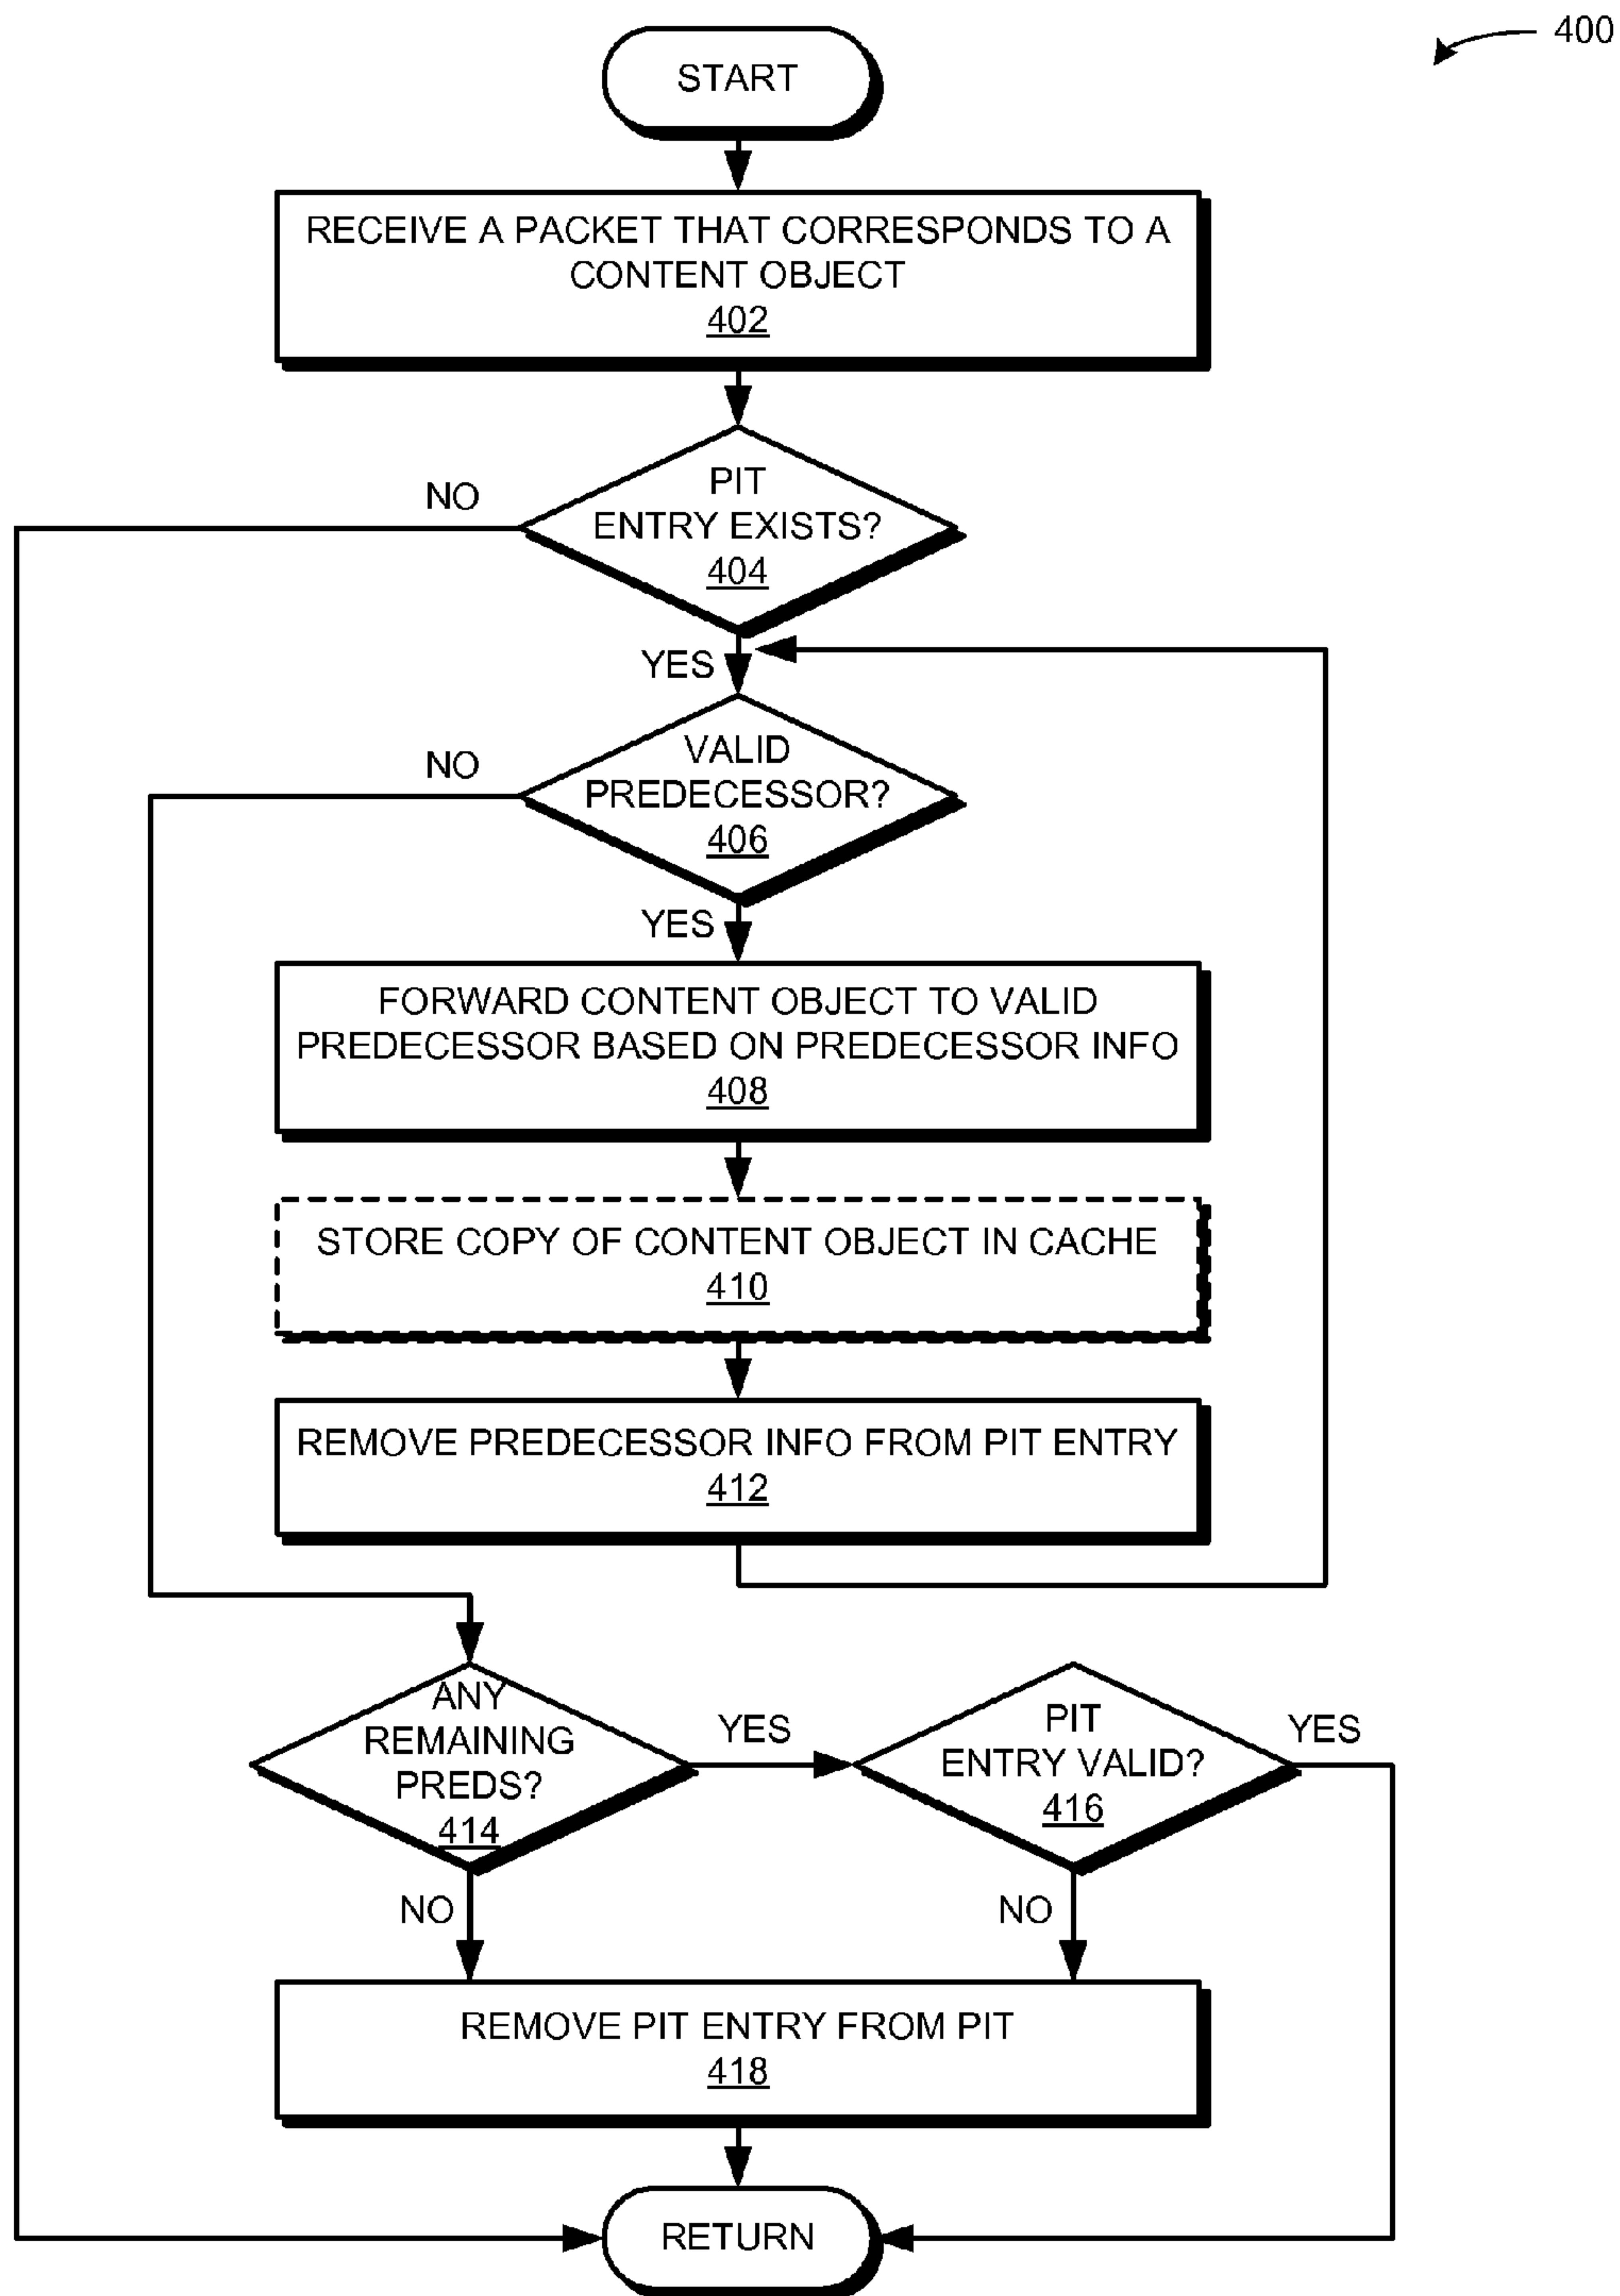 400
START
RECEIVE A PACKET THAT CORRESPONDS TO A
CONTENT OBJECT
402
NO
PIT
ENTRY EXISTS?
404
YES
NO
VALID
PREDECESSOR?
406
YES
FORWARD CONTENT OBJECT TO VALID
PREDECESSOR BASED ON PREDECESSOR INFO
408
STORE COPY OF CONTENT OBJECT IN CACHE
410
REMOVE PREDECESSOR INFO FROM PIT ENTRY
412
ANY
REMAINING
PREDS?
414
YES
PIT
ENTRY VALID?
416
YES
NO
NO
REMOVE PIT ENTRY FROM PIT
418
RETURN